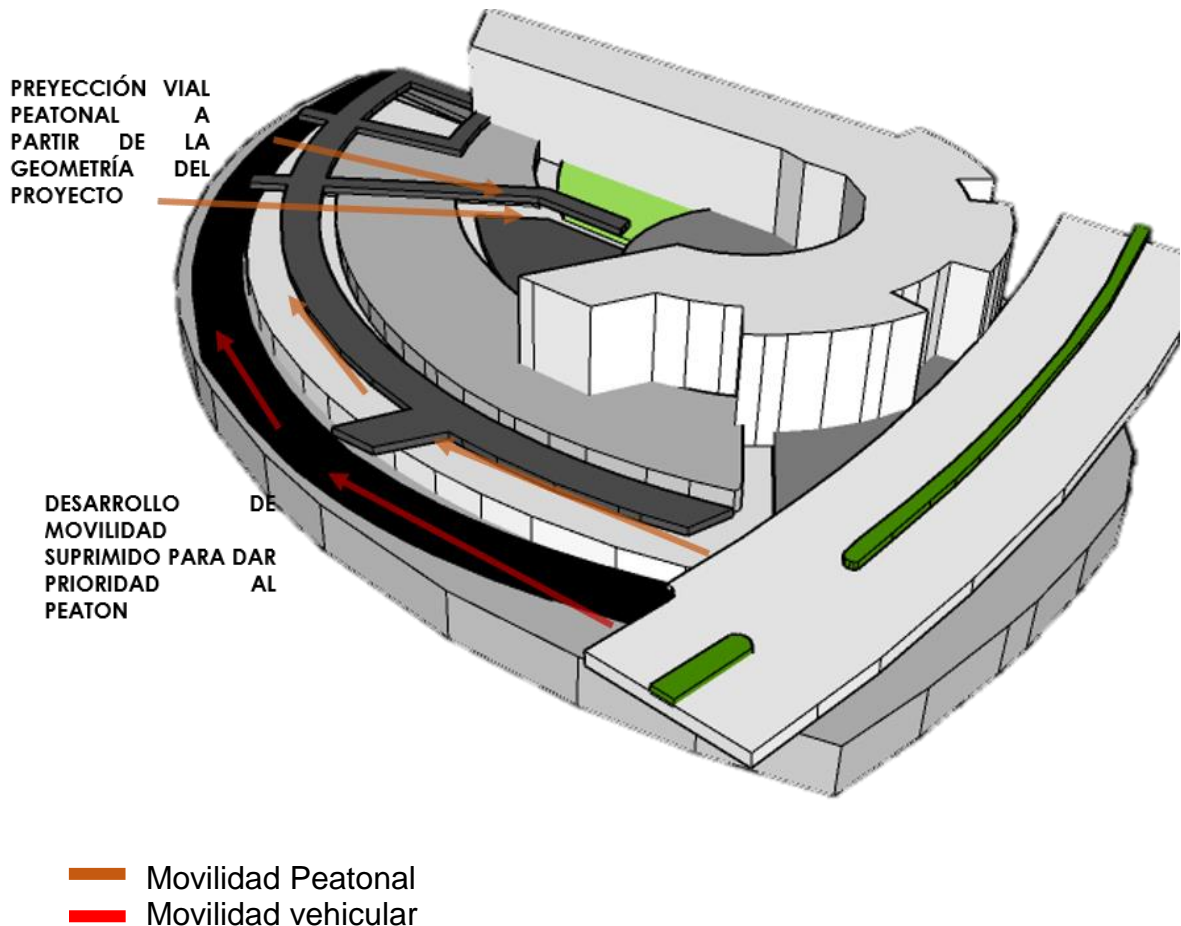 PREYECCIÓN VIAL
PEATONAL A
PARTIR DE LA
GEOMETRÍA DEL
PROYECTO
DESARROLLO DE
MOVILIDAD
SUPRIMIDO PARA DAR
PRIORIDAD AL
PEATON
Movilidad Peatonal
Movilidad vehicular